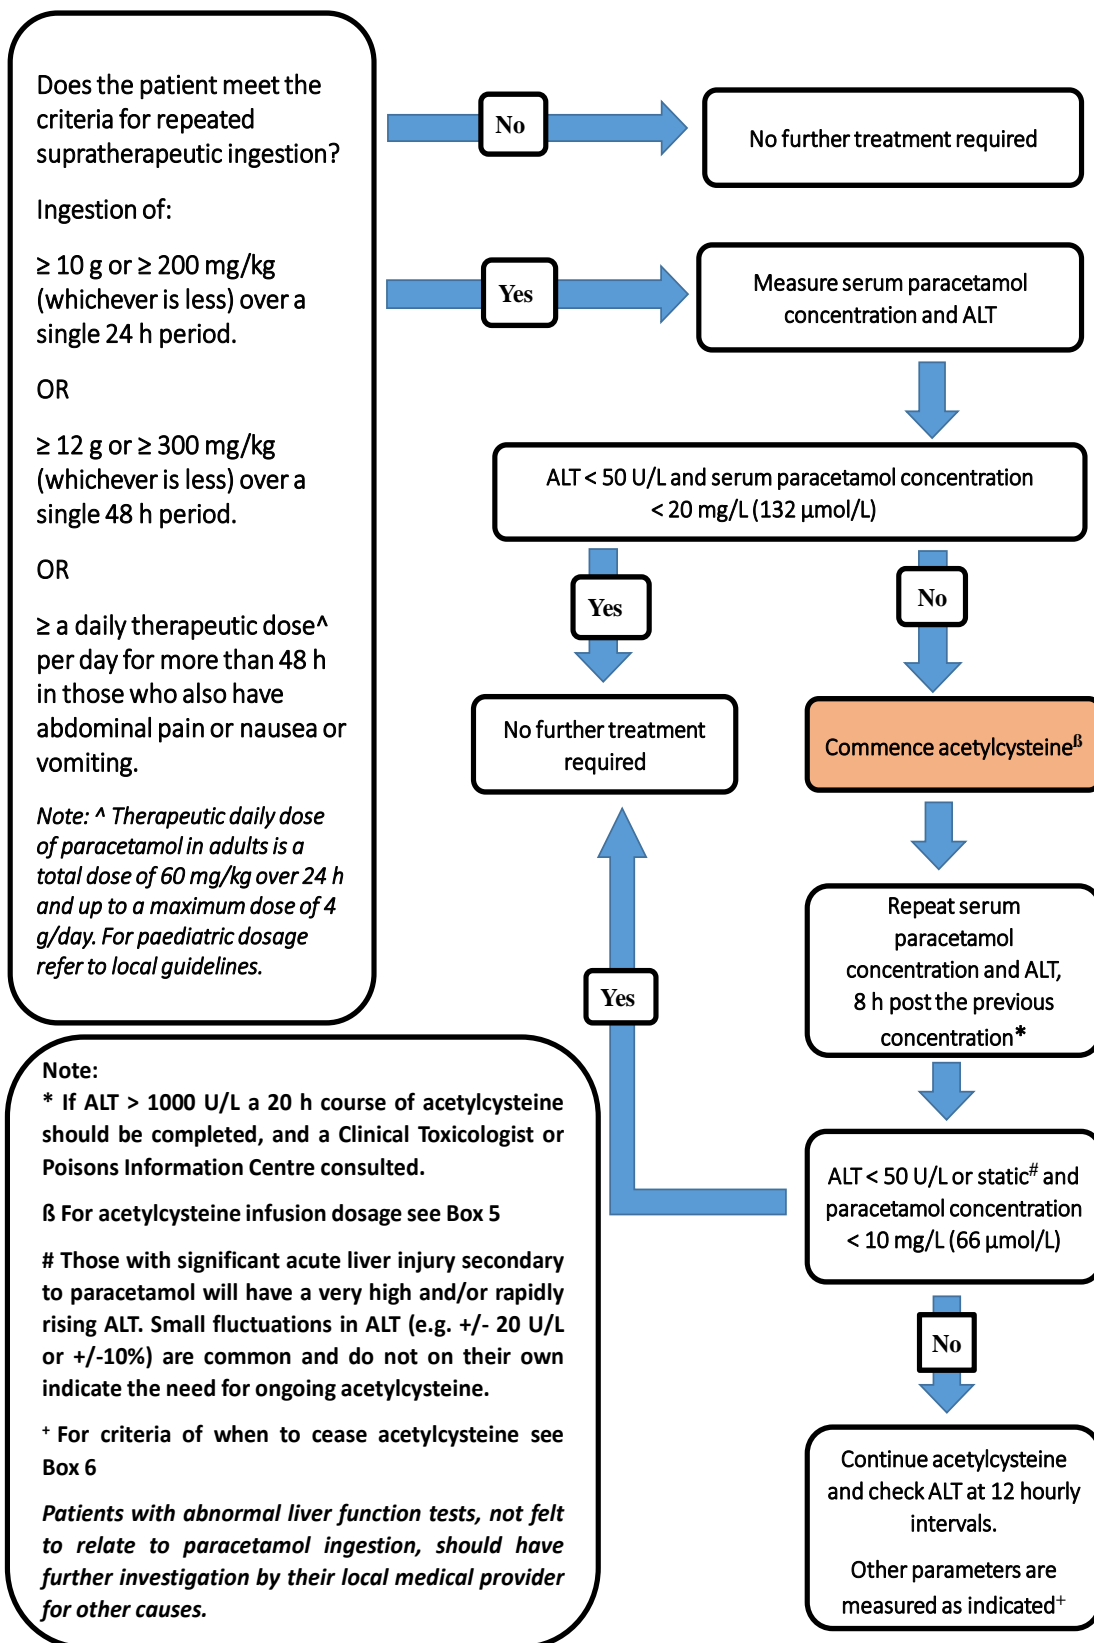 Does the patient meet the
criteria for repeated
supratherapeutic ingestion?
Ingestion of:
≥ 10 g or ≥ 200 mg/kg
(whichever is less) over a
single 24 h period.
OR
≥ 12 g or ≥ 300 mg/kg
(whichever is less) over a
single 48 h period.
OR
≥ a daily therapeutic dose^
per day for more than 48 h
in those who also have
abdominal pain or nausea or
vomiting.
Note: ^ Therapeutic daily dose
of paracetamol in adults is a
total dose of 60 mg/kg over 24 h
and up to a maximum dose of 4
g/day. For paediatric dosage
refer to local guidelines.
No
No further treatment required
Yes
Measure serum paracetamol
concentration and ALT
ALT < 50 U/L and serum paracetamol concentration
< 20 mg/L (132 µmol/L)
Yes
No
No further treatment
required
Commence acetylcysteineß
Repeat serum
paracetamol
concentration and ALT,
8 h post the previous
concentration*
Yes
ALT < 50 U/L or static# and
paracetamol concentration
< 10 mg/L (66 µmol/L)
No
Continue acetylcysteine
and check ALT at 12 hourly
intervals.
Other parameters are
measured as indicated+
Note:
* If ALT > 1000 U/L a 20 h course of acetylcysteine
should be completed, and a Clinical Toxicologist or
Poisons Information Centre consulted.
ß For acetylcysteine infusion dosage see Box 5
# Those with significant acute liver injury secondary
to paracetamol will have a very high and/or rapidly
rising ALT. Small fluctuations in ALT (e.g. +/- 20 U/L
or +/-10%) are common and do not on their own
indicate the need for ongoing acetylcysteine.
+ For criteria of when to cease acetylcysteine see
Box 6
Patients with abnormal liver function tests, not felt
to relate to paracetamol ingestion, should have
further investigation by their local medical provider
for other causes.